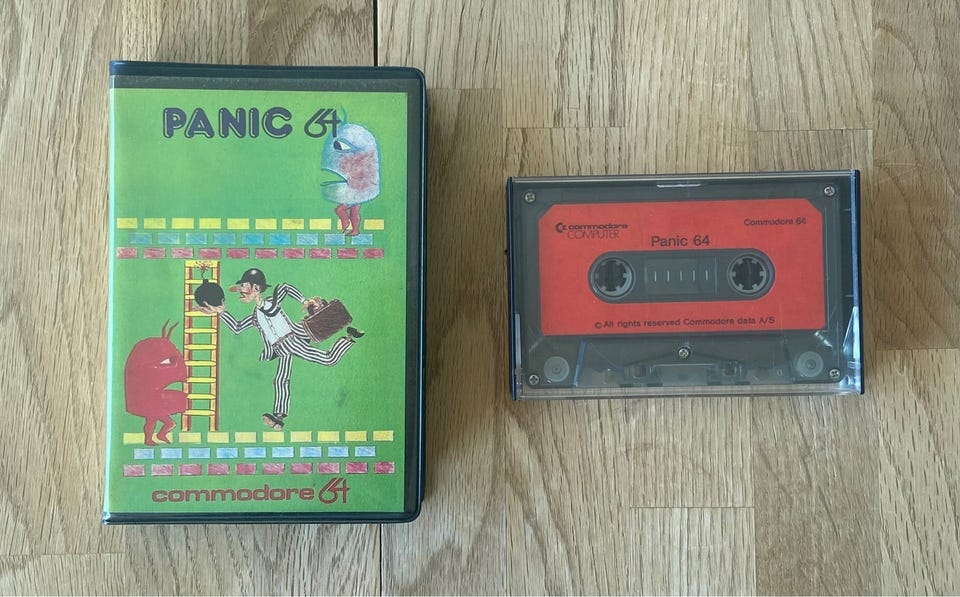 PANIC 64
commodore 64
commodore
COMPUTER
Commodore 64
Panic 64
© All rights reserved Commodore data A/S